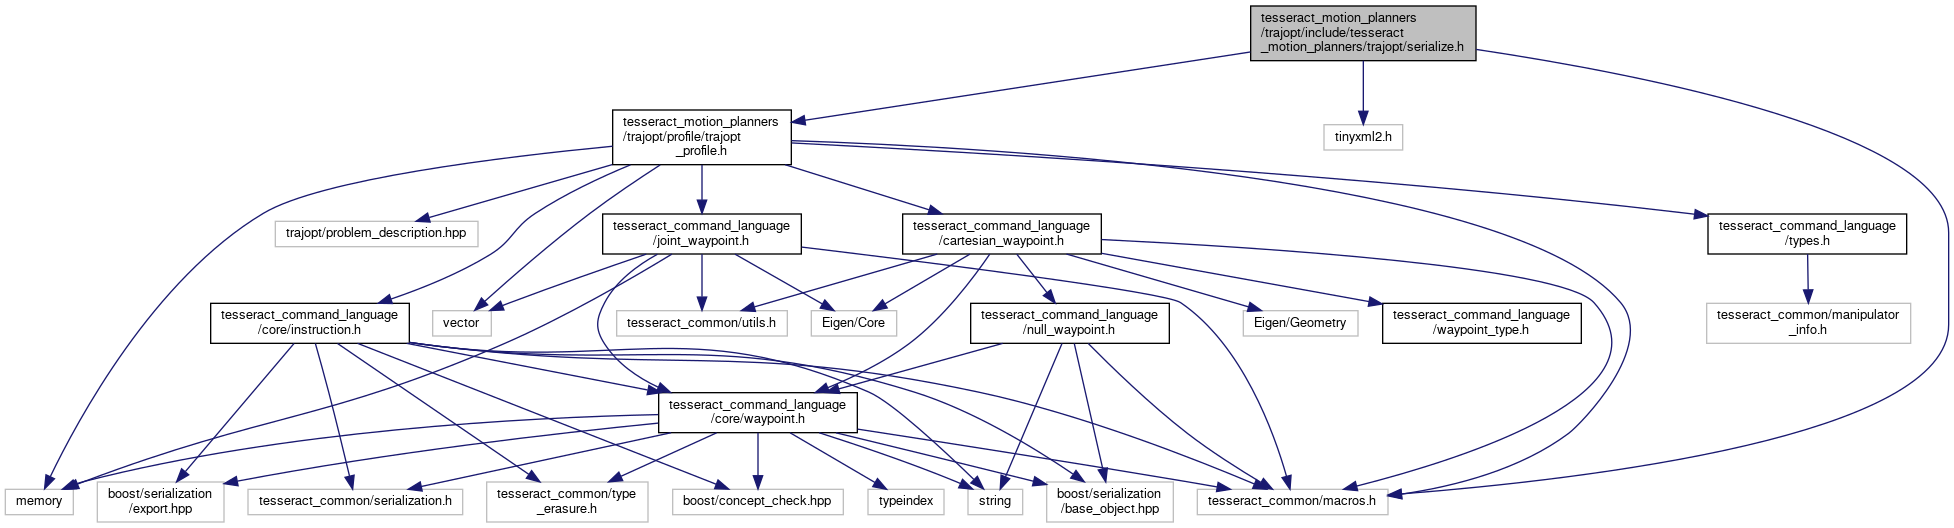 tesseract_motion_planners
/trajopt/include/tesseract
_motion_planners/trajopt/serialize.h
tesseract_motion_planners
/trajopt/profile/trajopt
_profile.h
tinyxml2.h
trajopt/problem_description.hpp
tesseract_command_language
/joint_waypoint.h
tesseract_command_language
/cartesian_waypoint.h
tesseract_command_language
/types.h
tesseract_command_language
/core/instruction.h
vector
tesseract_common/utils.h
Eigen/Core
tesseract_command_language
/null_waypoint.h
Eigen/Geometry
tesseract_command_language
/waypoint_type.h
tesseract_common/manipulator
_info.h
tesseract_command_language
/core/waypoint.h
memory
boost/serialization
/export.hpp
tesseract_common/serialization.h
tesseract_common/type
_erasure.h
boost/concept_check.hpp
typeindex
string
boost/serialization
/base_object.hpp
tesseract_common/macros.h